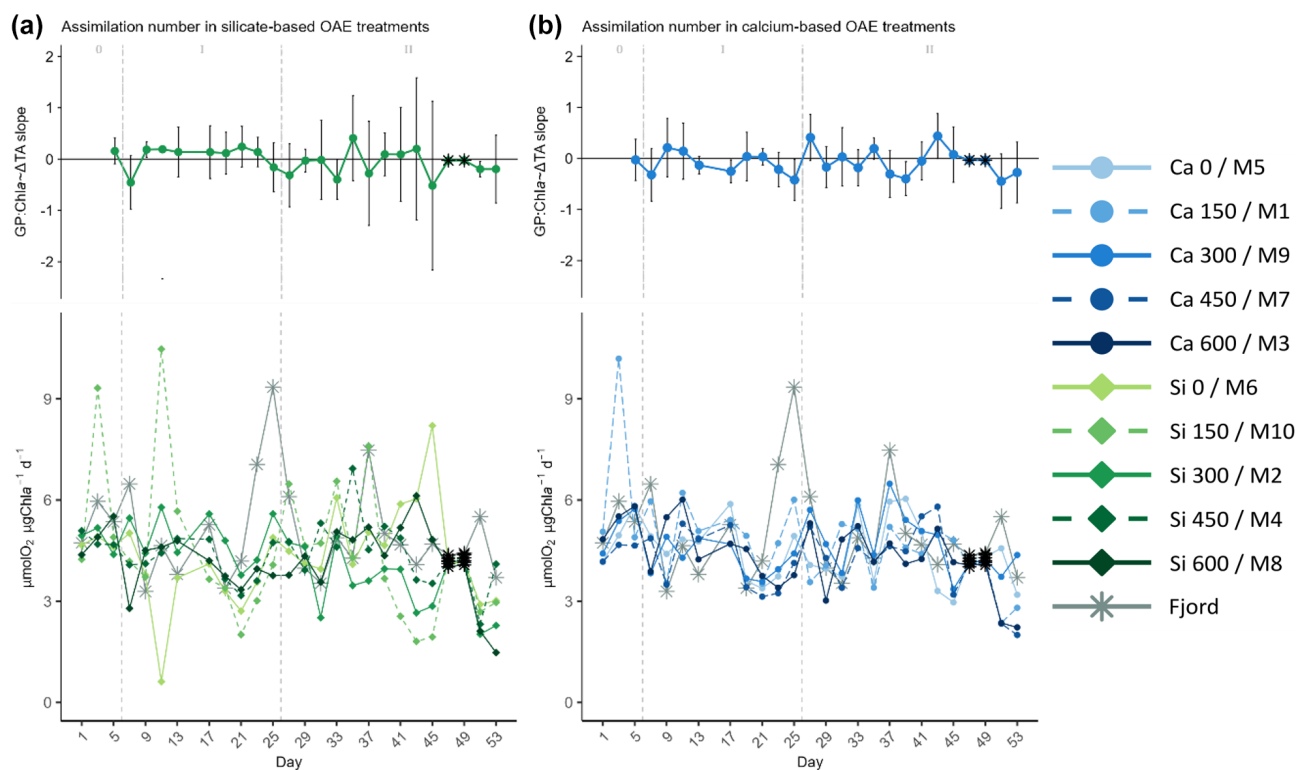 (a)
Assimilation number in silicate-based OAE treatments
0 I II
GP:Chla~ΔTA slope
2
1
0
-1
-2
μmolO₂ μgChla⁻¹ d⁻¹
9
6
3
0
1 5 9 13 17 21 25 29 33 37 41 45 49 53
Day
(b)
Assimilation number in calcium-based OAE treatments
0 I II
GP:Chla~ΔTA slope
2
1
0
-1
-2
μmolO₂ μgChla⁻¹ d⁻¹
9
6
3
0
1 5 9 13 17 21 25 29 33 37 41 45 49 53
Day
Ca 0 / M5
Ca 150 / M1
Ca 300 / M9
Ca 450 / M7
Ca 600 / M3
Si 0 / M6
Si 150 / M10
Si 300 / M2
Si 450 / M4
Si 600 / M8
Fjord